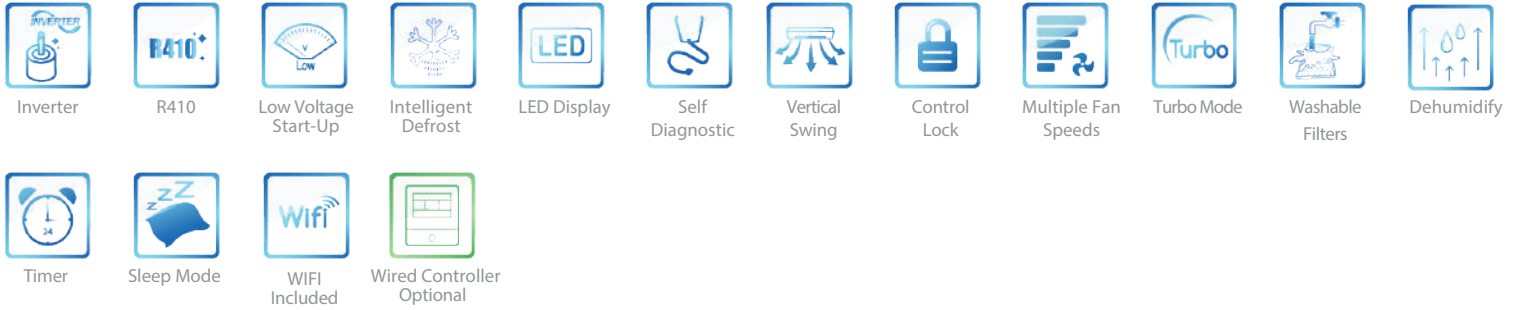 INVERTER
R410
V
Low
LED
Turbo
Inverter
R410
Low Voltage
Start-Up
Intelligent
Defrost
LED Display
Self
Diagnostic
Vertical
Swing
Control
Lock
Multiple Fan
Speeds
Turbo Mode
Washable
Filters
Dehumidify
24
zzZ
Wifi
Timer
Sleep Mode
WIFI
Included
Wired Controller
Optional